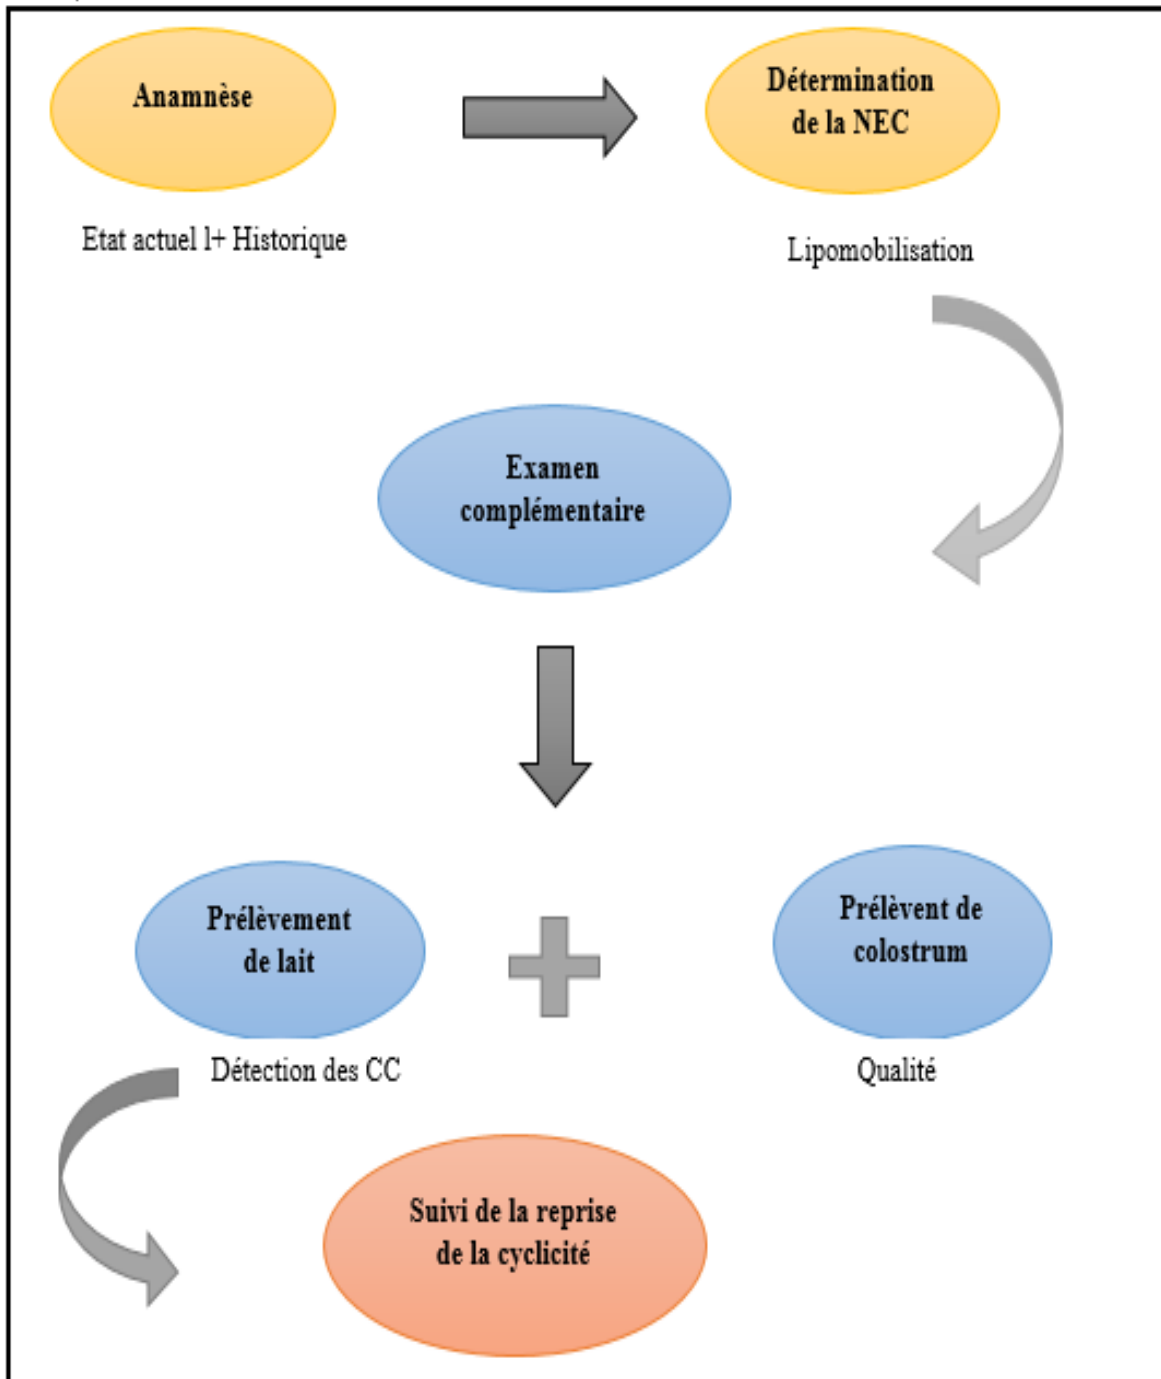 Anamnèse
Détermination
de la NEC
Etat actuel l+ Historique
Lipomobilisation
Examen
complémentaire
Prélèvement
de lait
Prélèvent de
colostrum
Détection des CC
Qualité
Suivi de la reprise
de la cyclicité